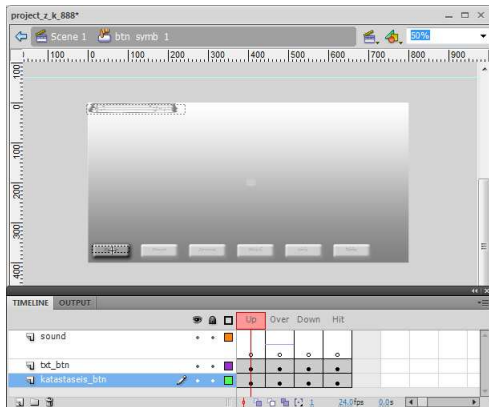 project_z_k_888*
Scene 1 btn symb 1 50%
100 0 100 200 300 400 500 600 700 800 900
100
0
100
200
300
400
TIMELINE OUTPUT
Up Over Down Hit
sound
txt_btn
katastaseis_btn
1 24.0fps 0.0s